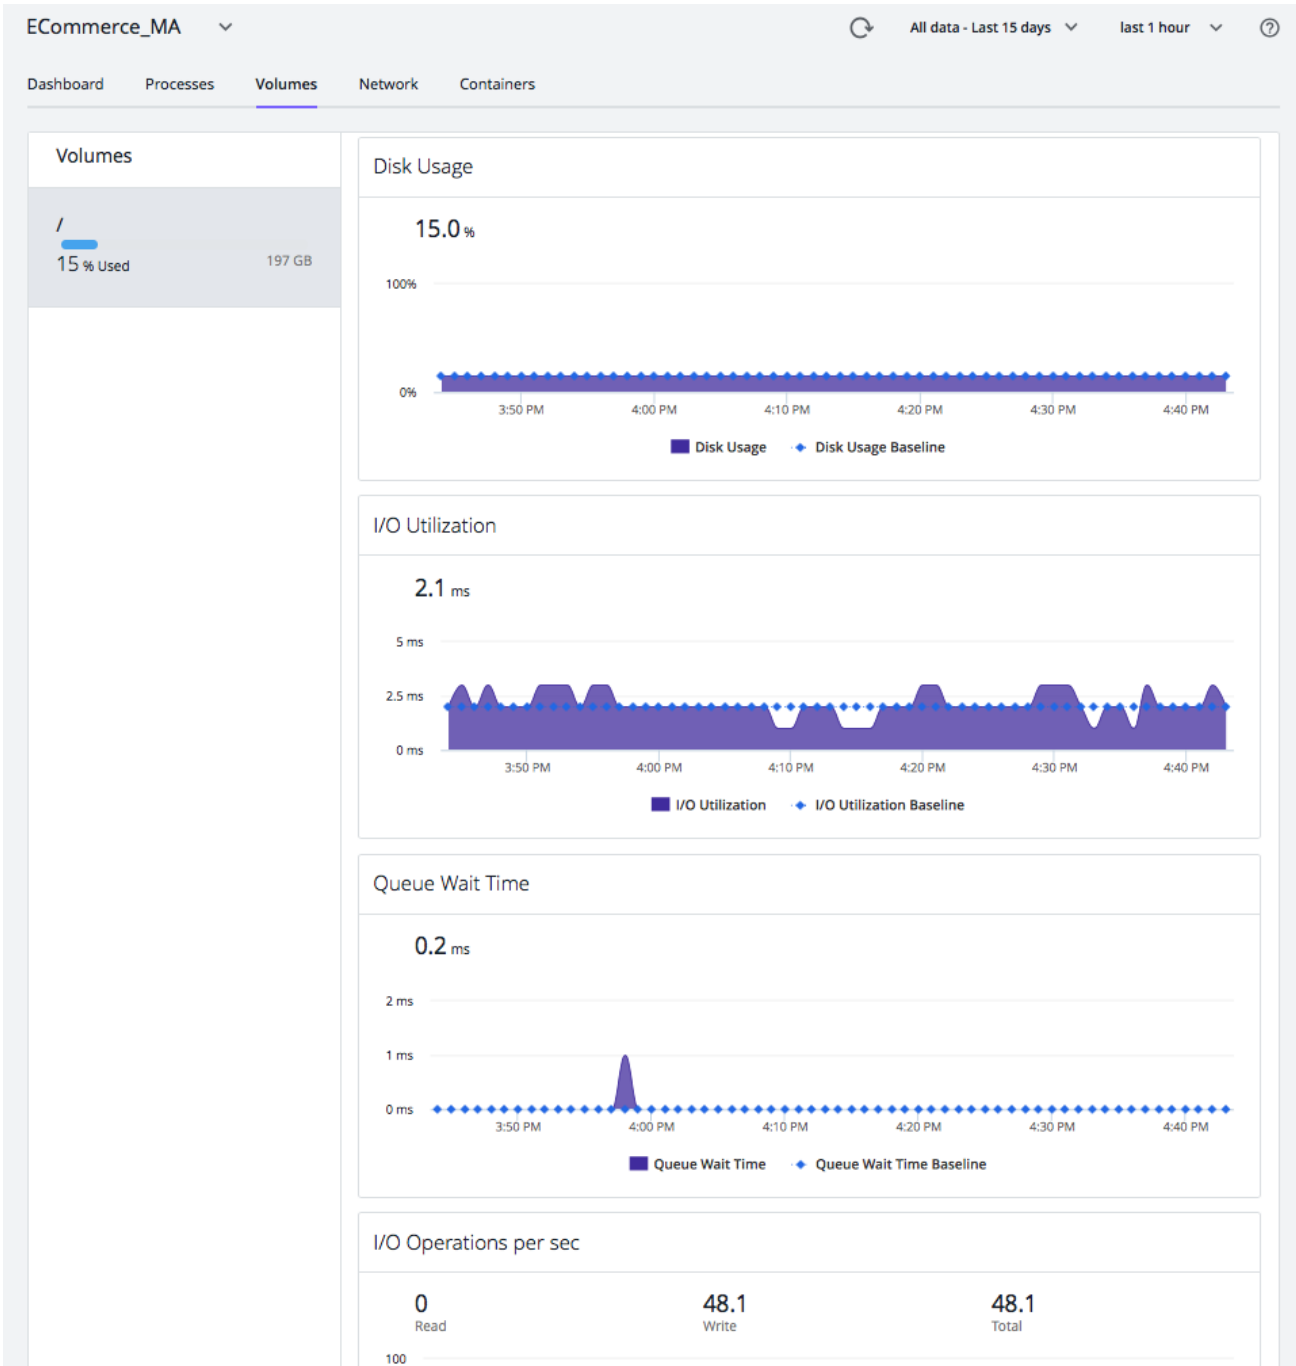 ECommerce_MA All data - Last 15 days last 1 hour ?
Dashboard Processes Volumes Network Containers
Volumes
/
15 % Used 197 GB
Disk Usage
15.0 %
100%
0%
3:50 PM 4:00 PM 4:10 PM 4:20 PM 4:30 PM 4:40 PM
Disk Usage Disk Usage Baseline
I/O Utilization
2.1 ms
5 ms
2.5 ms
0 ms
3:50 PM 4:00 PM 4:10 PM 4:20 PM 4:30 PM 4:40 PM
I/O Utilization I/O Utilization Baseline
Queue Wait Time
0.2 ms
2 ms
1 ms
0 ms
3:50 PM 4:00 PM 4:10 PM 4:20 PM 4:30 PM 4:40 PM
Queue Wait Time Queue Wait Time Baseline
I/O Operations per sec
0 48.1 48.1
Read Write Total
100